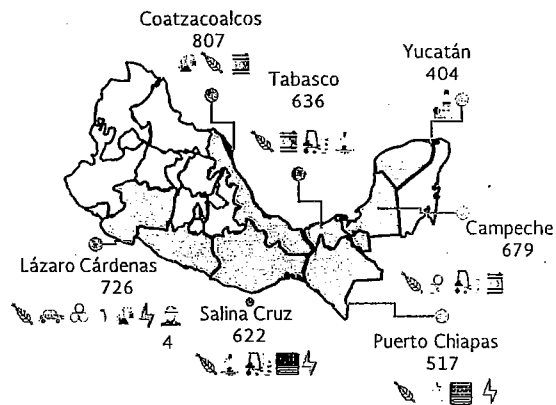 Coatzacoalcos
807
Yucatán
404
Tabasco
636
Campeche
679
Lázaro Cárdenas
726
4
Salina Cruz
622
Puerto Chiapas
517